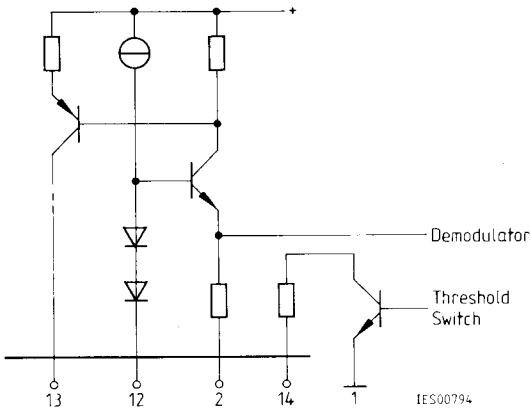 +
Demodulator
Threshold
Switch
13 12 2 14 1 IES00794